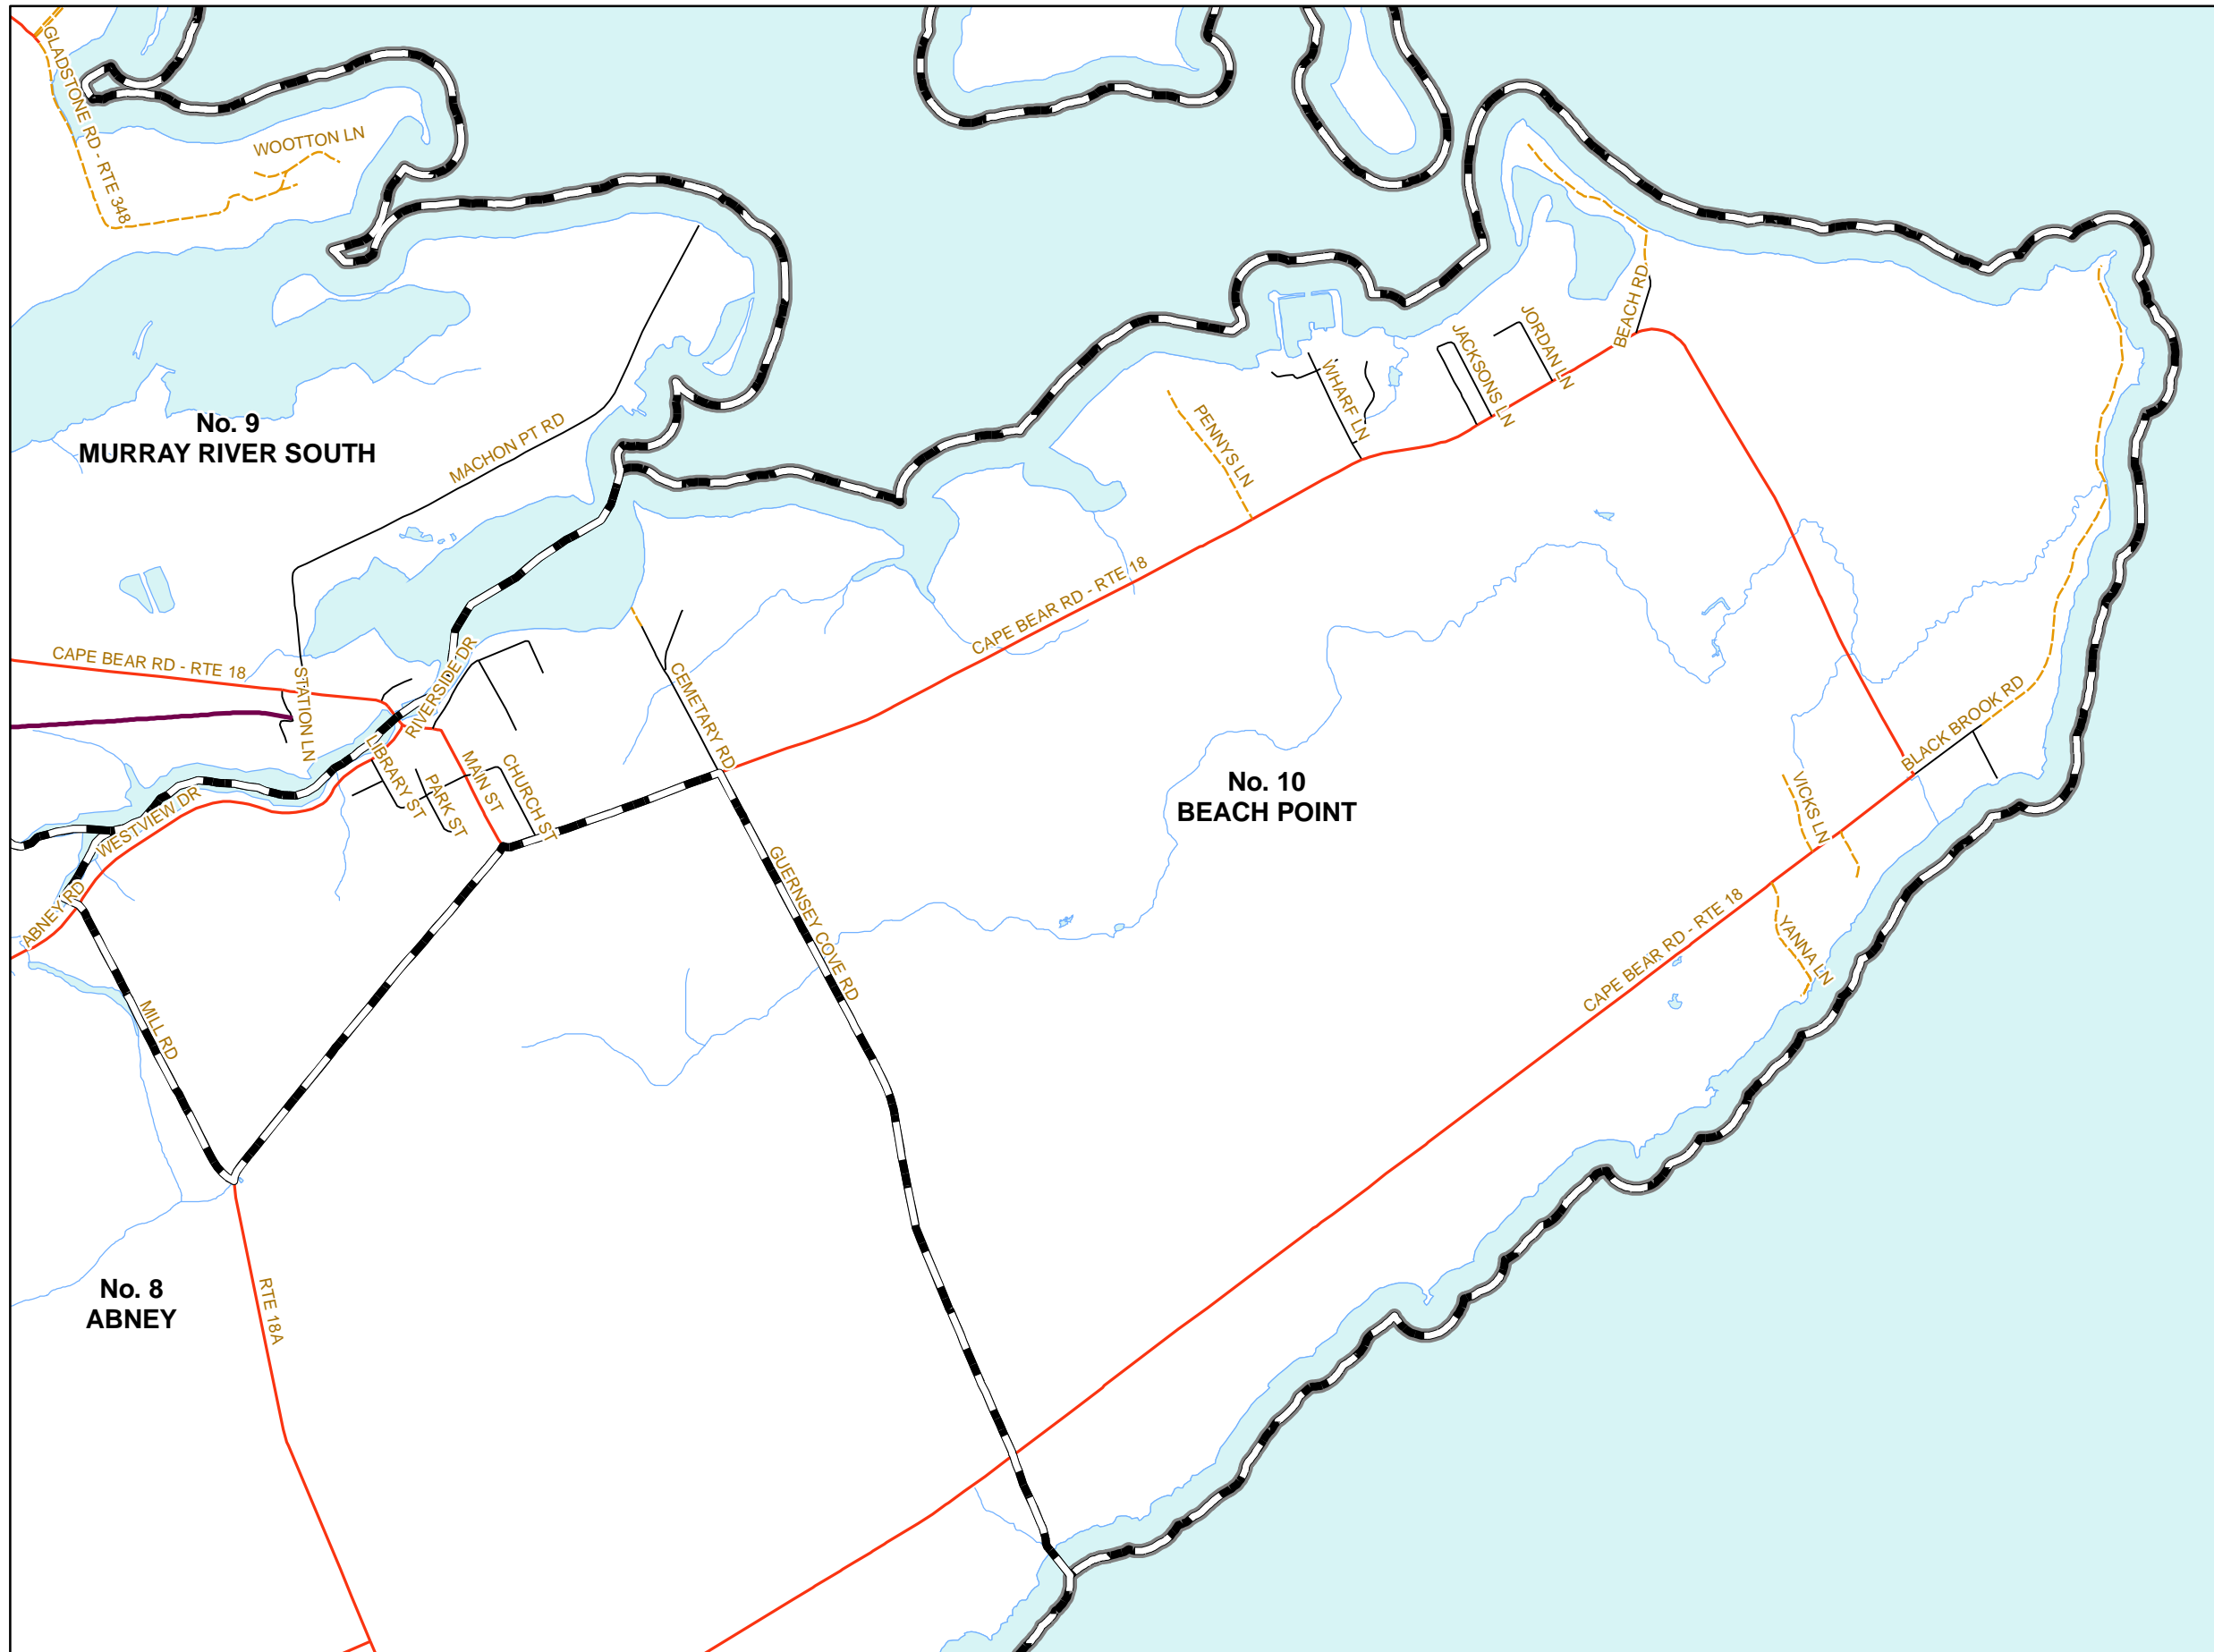 GLADSTONE RD - RTE 348
WOOTTON LN
BEACH RD
JORDAN LN
JACKSONS LN
WHARF LN
PENNYS LN
No. 9
MURRAY RIVER SOUTH
MACHON PT RD
CAPE BEAR RD - RTE 18
CAPE BEAR RD - RTE 18
STATION LN
RIVERSIDE DR
CEMETARY RD
LIBRARY ST
PARK ST
MAIN ST
CHURCH ST
BLACK BROOK RD
No. 10
BEACH POINT
VICKS LN
WESTVIEW DR
ABNEY RD
GUERNSEY COVE RD
CAPE BEAR RD - RTE 18
YANNA LN
MILL RD
No. 8
ABNEY
RTE 18A